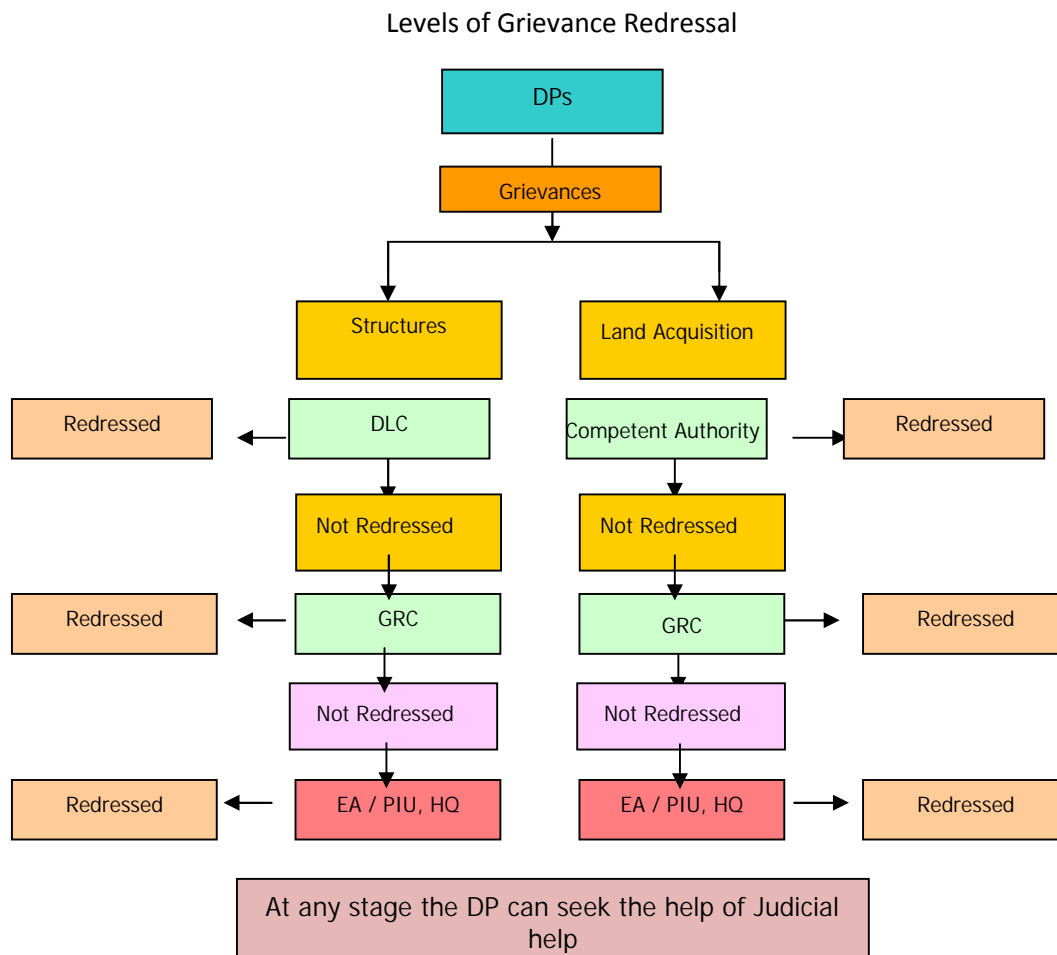 Levels of Grievance Redressal
DPs
Grievances
Structures
Land Acquisition
Redressed
DLC
Competent Authority
Redressed
Not Redressed
Not Redressed
Redressed
GRC
GRC
Redressed
Not Redressed
Not Redressed
Redressed
EA / PIU, HQ
EA / PIU, HQ
Redressed
At any stage the DP can seek the help of Judicial
help